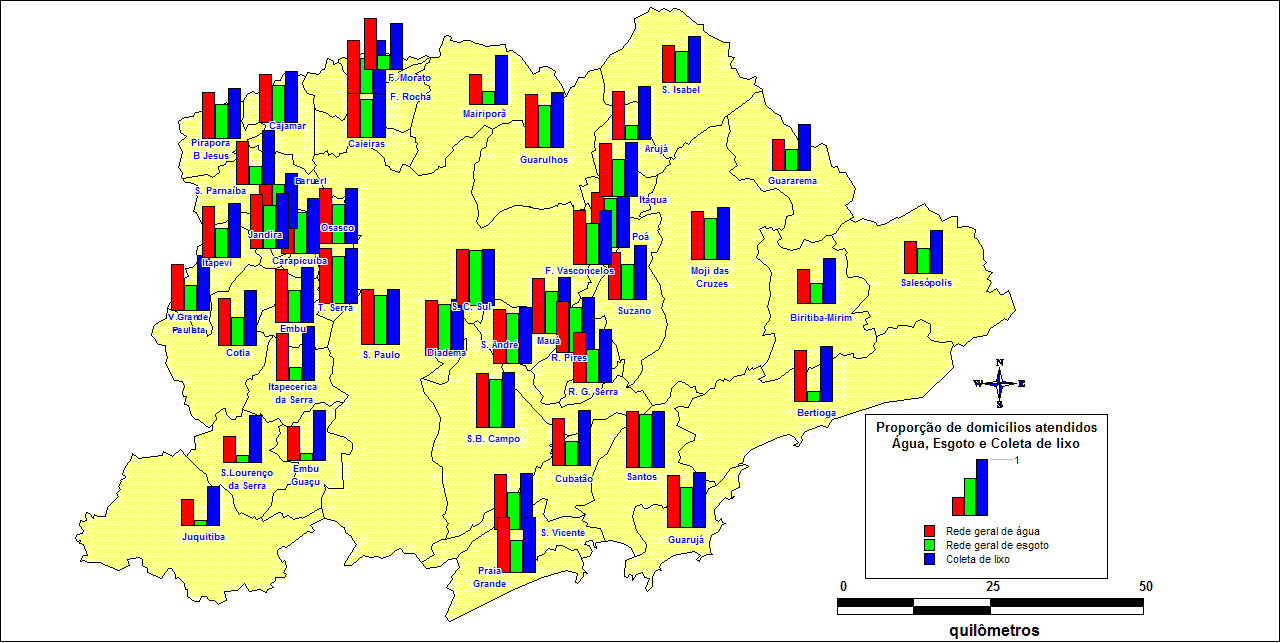 F. Morato
S. Isabel
F. Rocha
Mairiporã
Cajamar
Pirapora
B Jesus
Caieiras
Arujá
Guarulhos
Guararema
Barueri
S. Parnaíba
Itaqua
Osasco
Jandira
Poá
Itapevi
Carapicuíba
F. Vasconcelos
Moji das
Cruzes
Salesópolis
S. C. Sul
T. Serra
Suzano
V.Grande
Paulista
Biritiba-Mirim
Embu
Mauá
S. André
Cotia
S. Paulo
Diadema
R. Pires
N
W E
S
Itapecerica
da Serra
R. G. Serra
Bertioga
S.B. Campo
Proporção de domicílios atendidos
Água, Esgoto e Coleta de lixo
1
Rede geral de água
Rede geral de esgoto
Coleta de lixo
S.Lourenço
da Serra
Embu
Guaçu
Cubatão
Santos
Juquitiba
S. Vicente
Guarujá
Praia
Grande
0 25 50
quilômetros